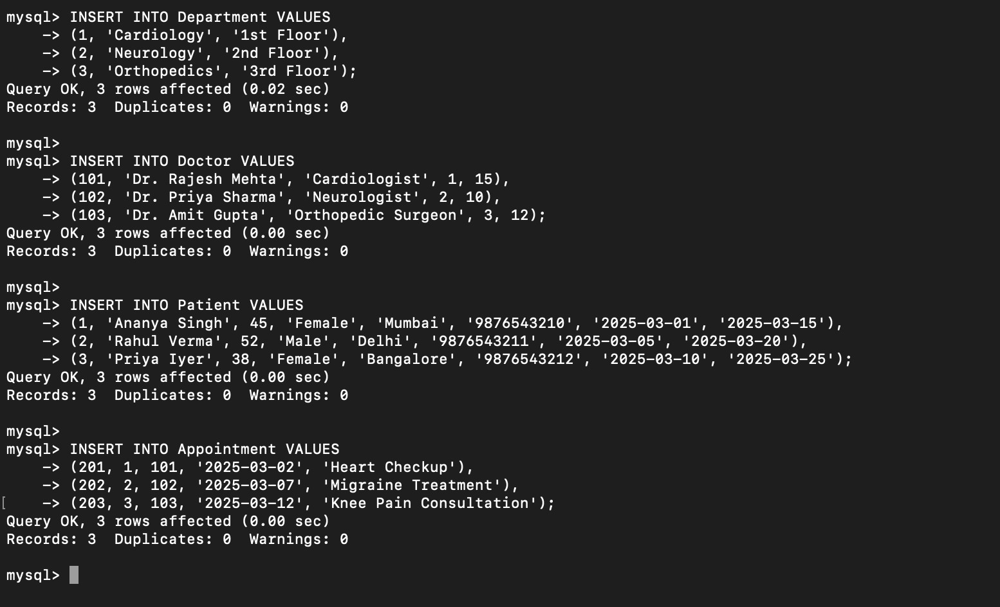 mysql> INSERT INTO Department VALUES
    -> (1, 'Cardiology', '1st Floor'),
    -> (2, 'Neurology', '2nd Floor'),
    -> (3, 'Orthopedics', '3rd Floor');
Query OK, 3 rows affected (0.02 sec)
Records: 3  Duplicates: 0  Warnings: 0

mysql>
mysql> INSERT INTO Doctor VALUES
    -> (101, 'Dr. Rajesh Mehta', 'Cardiologist', 1, 15),
    -> (102, 'Dr. Priya Sharma', 'Neurologist', 2, 10),
    -> (103, 'Dr. Amit Gupta', 'Orthopedic Surgeon', 3, 12);
Query OK, 3 rows affected (0.00 sec)
Records: 3  Duplicates: 0  Warnings: 0

mysql>
mysql> INSERT INTO Patient VALUES
    -> (1, 'Ananya Singh', 45, 'Female', 'Mumbai', '9876543210', '2025-03-01', '2025-03-15'),
    -> (2, 'Rahul Verma', 52, 'Male', 'Delhi', '9876543211', '2025-03-05', '2025-03-20'),
    -> (3, 'Priya Iyer', 38, 'Female', 'Bangalore', '9876543212', '2025-03-10', '2025-03-25');
Query OK, 3 rows affected (0.00 sec)
Records: 3  Duplicates: 0  Warnings: 0

mysql>
mysql> INSERT INTO Appointment VALUES
    -> (201, 1, 101, '2025-03-02', 'Heart Checkup'),
    -> (202, 2, 102, '2025-03-07', 'Migraine Treatment'),
[    -> (203, 3, 103, '2025-03-12', 'Knee Pain Consultation');
Query OK, 3 rows affected (0.00 sec)
Records: 3  Duplicates: 0  Warnings: 0

mysql>